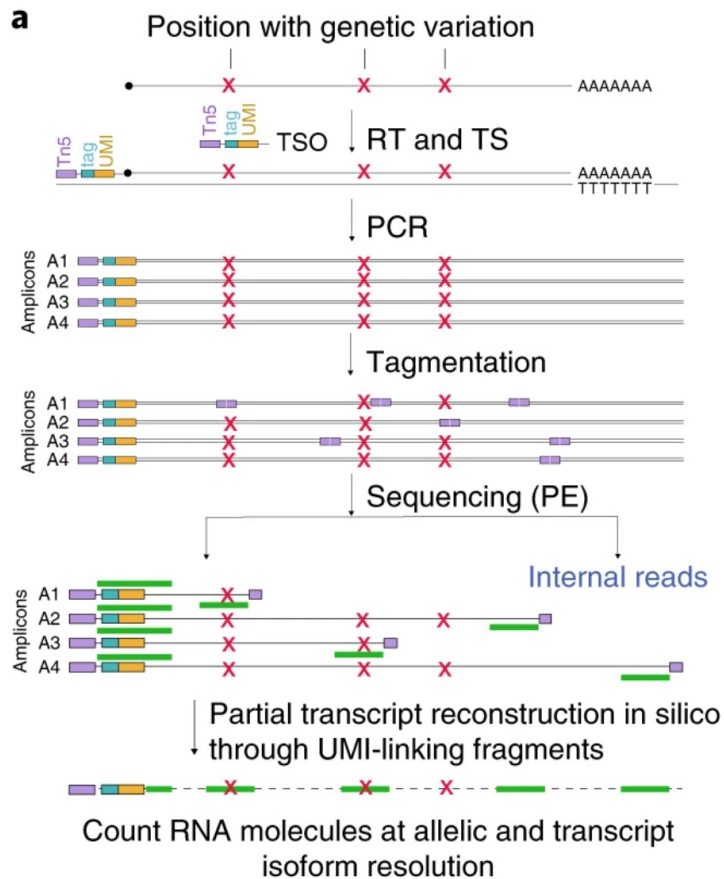 a
Position with genetic variation
AAAAAAA
Tn5
tag
UMI
TSO
RT and TS
Tn5
tag
UMI
AAAAAAA
TTTTTTT
PCR
Amplicons
A1
A2
A3
A4
Tagmentation
Amplicons
A1
A2
A3
A4
Sequencing (PE)
Internal reads
Amplicons
A1
A2
A3
A4
Partial transcript reconstruction in silico
through UMI-linking fragments
Count RNA molecules at allelic and transcript
isoform resolution